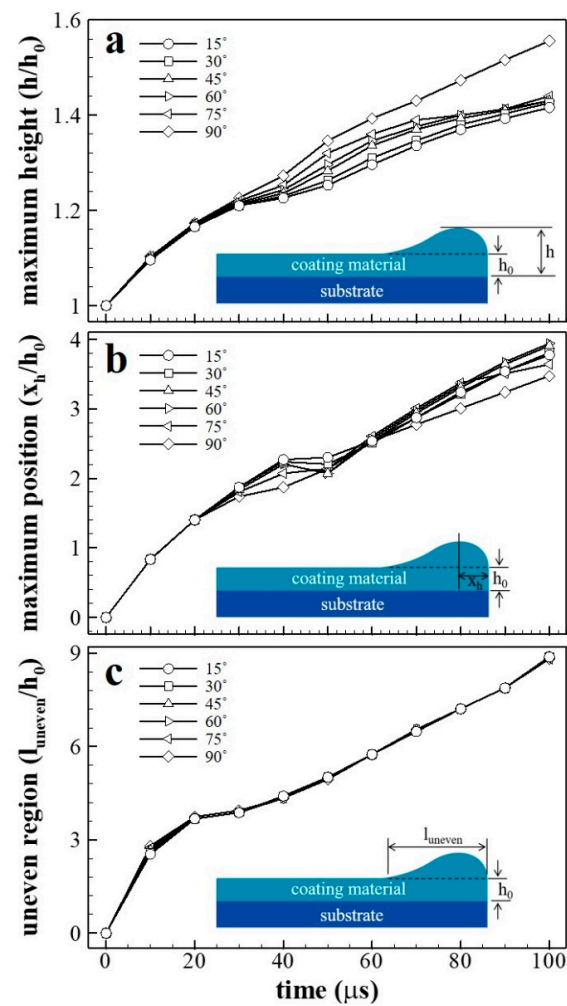 a
maximum height (h/h₀)
1.6
1.4
1.2
1
15°
30°
45°
60°
75°
90°
coating material
substrate
h₀
h
b
maximum position (xₕ/h₀)
4
3
2
1
0
15°
30°
45°
60°
75°
90°
coating material
substrate
xₕ
h₀
c
uneven region (l_uneven/h₀)
9
6
3
0
15°
30°
45°
60°
75°
90°
l_uneven
coating material
substrate
h₀
0 20 40 60 80 100
time (μs)